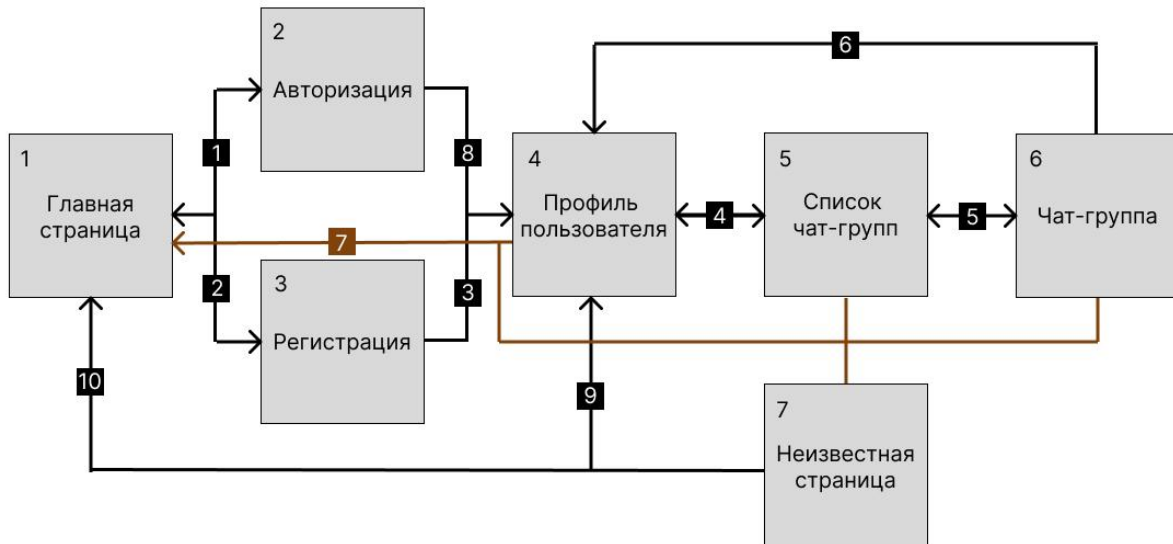 2
Авторизация
6
1
Главная
страница
1
8
4
Профиль
пользователя
4
5
Список
чат-групп
5
6
Чат-группа
7
2
3
Регистрация
3
10
9
7
Неизвестная
страница